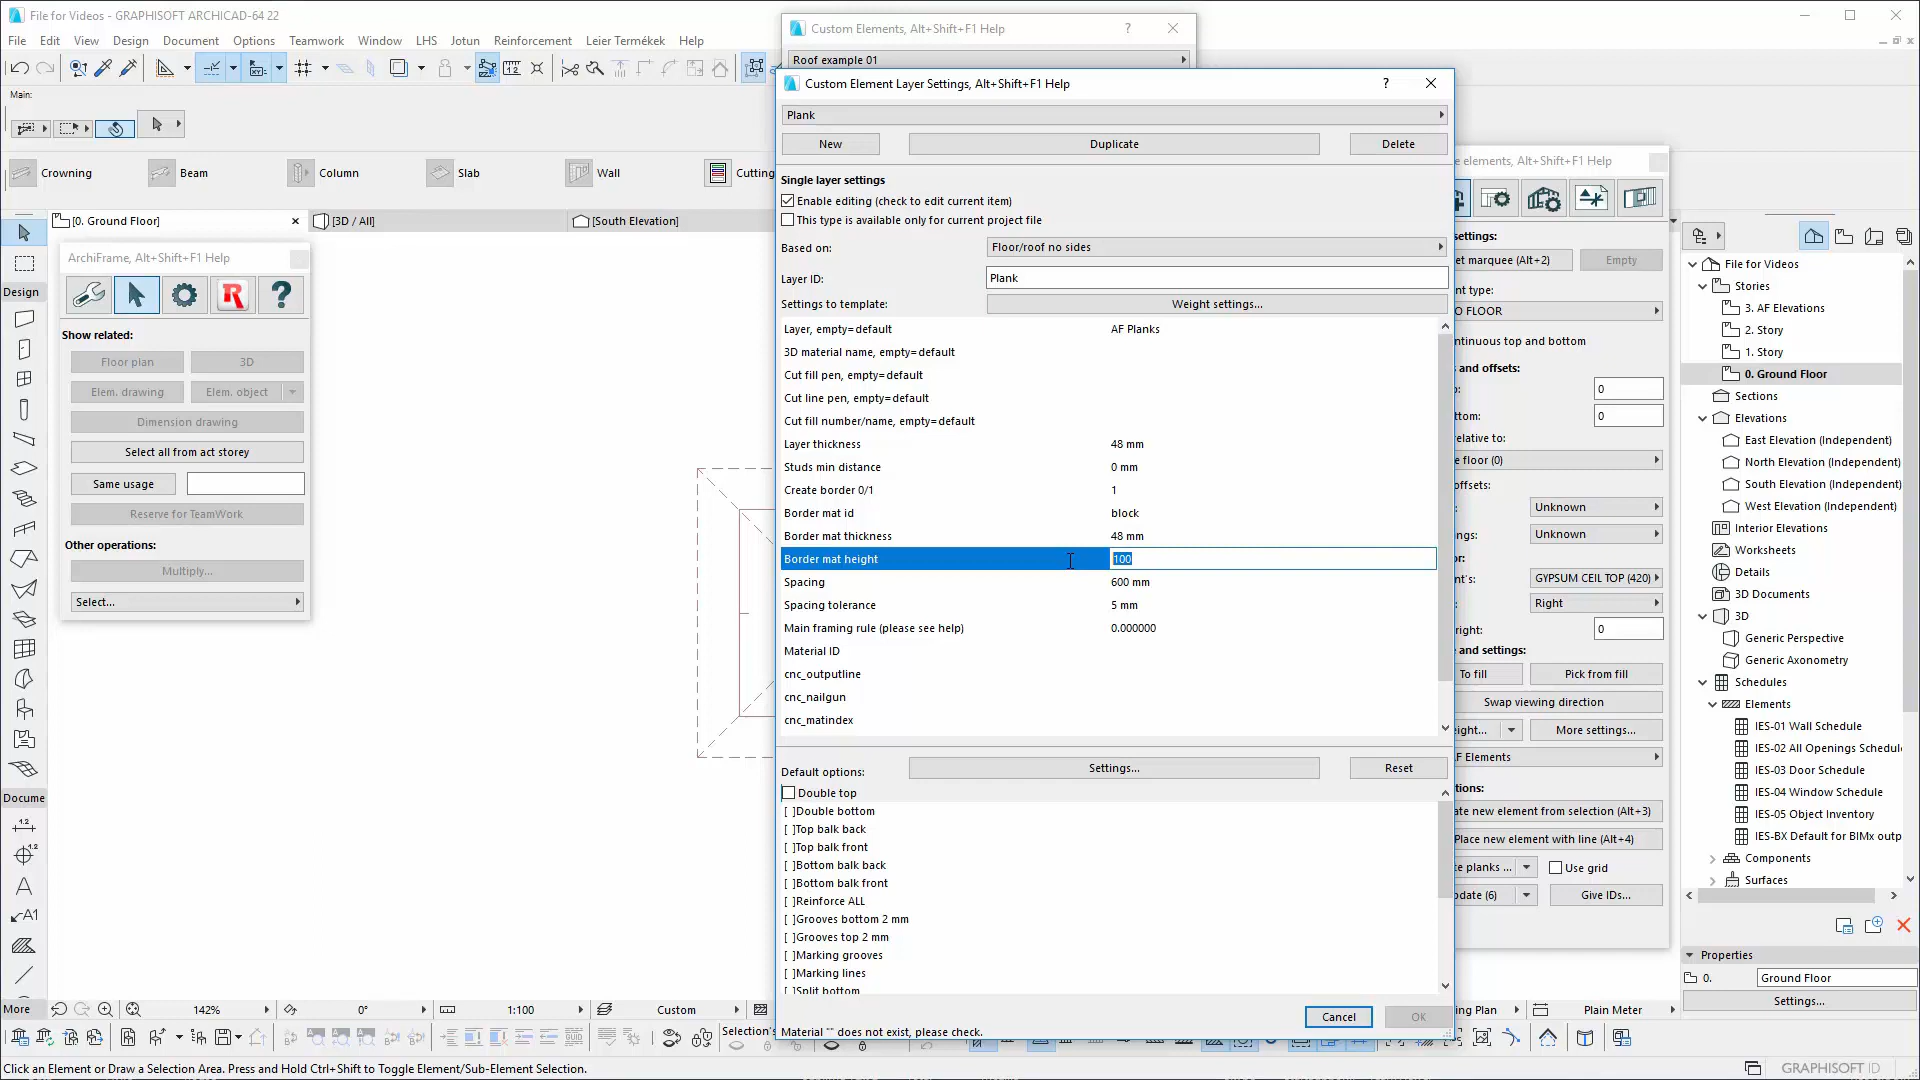 File for Videos - GRAPHISOFT ARCHICAD-64 22
File Edit View Design Document Options Teamwork Window LHS Jotun Reinforcement Leier Termékek Help
Main:
Crowning Beam Column Slab Wall Cutting
[0. Ground Floor] [3D / All] [South Elevation]
Design
Docume
More
ArchiFrame, Alt+Shift+F1 Help
Show related:
Floor plan 3D
Elem. drawing Elem. object
Dimension drawing
Select all from act storey
Same usage
Reserve for TeamWork
Other operations:
Multiply...
Select...
Custom Elements, Alt+Shift+F1 Help
Roof example 01
Custom Element Layer Settings, Alt+Shift+F1 Help
Plank
New Duplicate Delete
Single layer settings
Enable editing (check to edit current item)
This type is available only for current project file
Based on: Floor/roof no sides
Layer ID: Plank
Settings to template: Weight settings...
Layer, empty=default AF Planks
3D material name, empty=default
Cut fill pen, empty=default
Cut line pen, empty=default
Cut fill number/name, empty=default
Layer thickness 48 mm
Studs min distance 0 mm
Create border 0/1 1
Border mat id block
Border mat thickness 48 mm
Border mat height 100
Spacing 600 mm
Spacing tolerance 5 mm
Main framing rule (please see help) 0.000000
Material ID
cnc_outputline
cnc_nailgun
cnc_matindex
Default options: Settings... Reset
Double top
[ ]Double bottom
[ ]Top balk back
[ ]Top balk front
[ ]Bottom balk back
[ ]Bottom balk front
[ ]Reinforce ALL
[ ]Grooves bottom 2 mm
[ ]Grooves top 2 mm
[ ]Marking grooves
[ ]Marking lines
[ ]Split bottom
Cancel OK
Material "" does not exist, please check.
e elements, Alt+Shift+F1 Help
settings:
et marquee (Alt+2) Empty
nt type:
O FLOOR
ntinuous top and bottom
s and offsets:
p: 0
ttom: 0
relative to:
e floor (0)
offsets:
: Unknown
ngs: Unknown
or:
nt's: GYPSUM CEIL TOP (420)
: Right
right: 0
e and settings:
To fill Pick from fill
Swap viewing direction
eight... More settings...
F Elements
tions:
ate new element from selection (Alt+3)
Place new element with line (Alt+4)
te planks ... Use grid
pdate (6) Give IDs...
File for Videos
Stories
3. AF Elevations
2. Story
1. Story
0. Ground Floor
Sections
Elevations
East Elevation (Independent)
North Elevation (Independent)
South Elevation (Independent)
West Elevation (Independent)
Interior Elevations
Worksheets
Details
3D Documents
3D
Generic Perspective
Generic Axonometry
Schedules
Elements
IES-01 Wall Schedule
IES-02 All Openings Schedule
IES-03 Door Schedule
IES-04 Window Schedule
IES-05 Object Inventory
IES-BX Default for BIMx outp
Components
Surfaces
Properties
0. Ground Floor
Settings...
142% 0° 1:100 Custom
ing Plan Plain Meter
Selection's
Click an Element or Draw a Selection Area. Press and Hold Ctrl+Shift to Toggle Element/Sub-Element Selection.
GRAPHISOFT ID